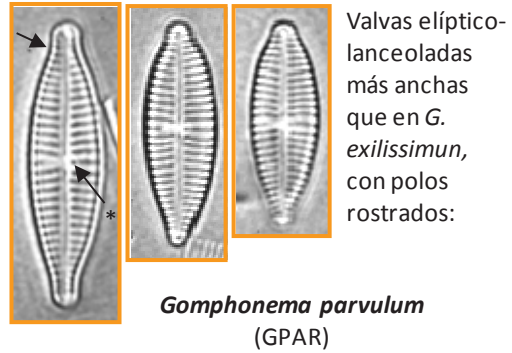 Valvas elíptico-
lanceoladas
más anchas
que en G.
exilissimun,
con polos
rostrados:
*
Gomphonema parvulum
(GPAR)